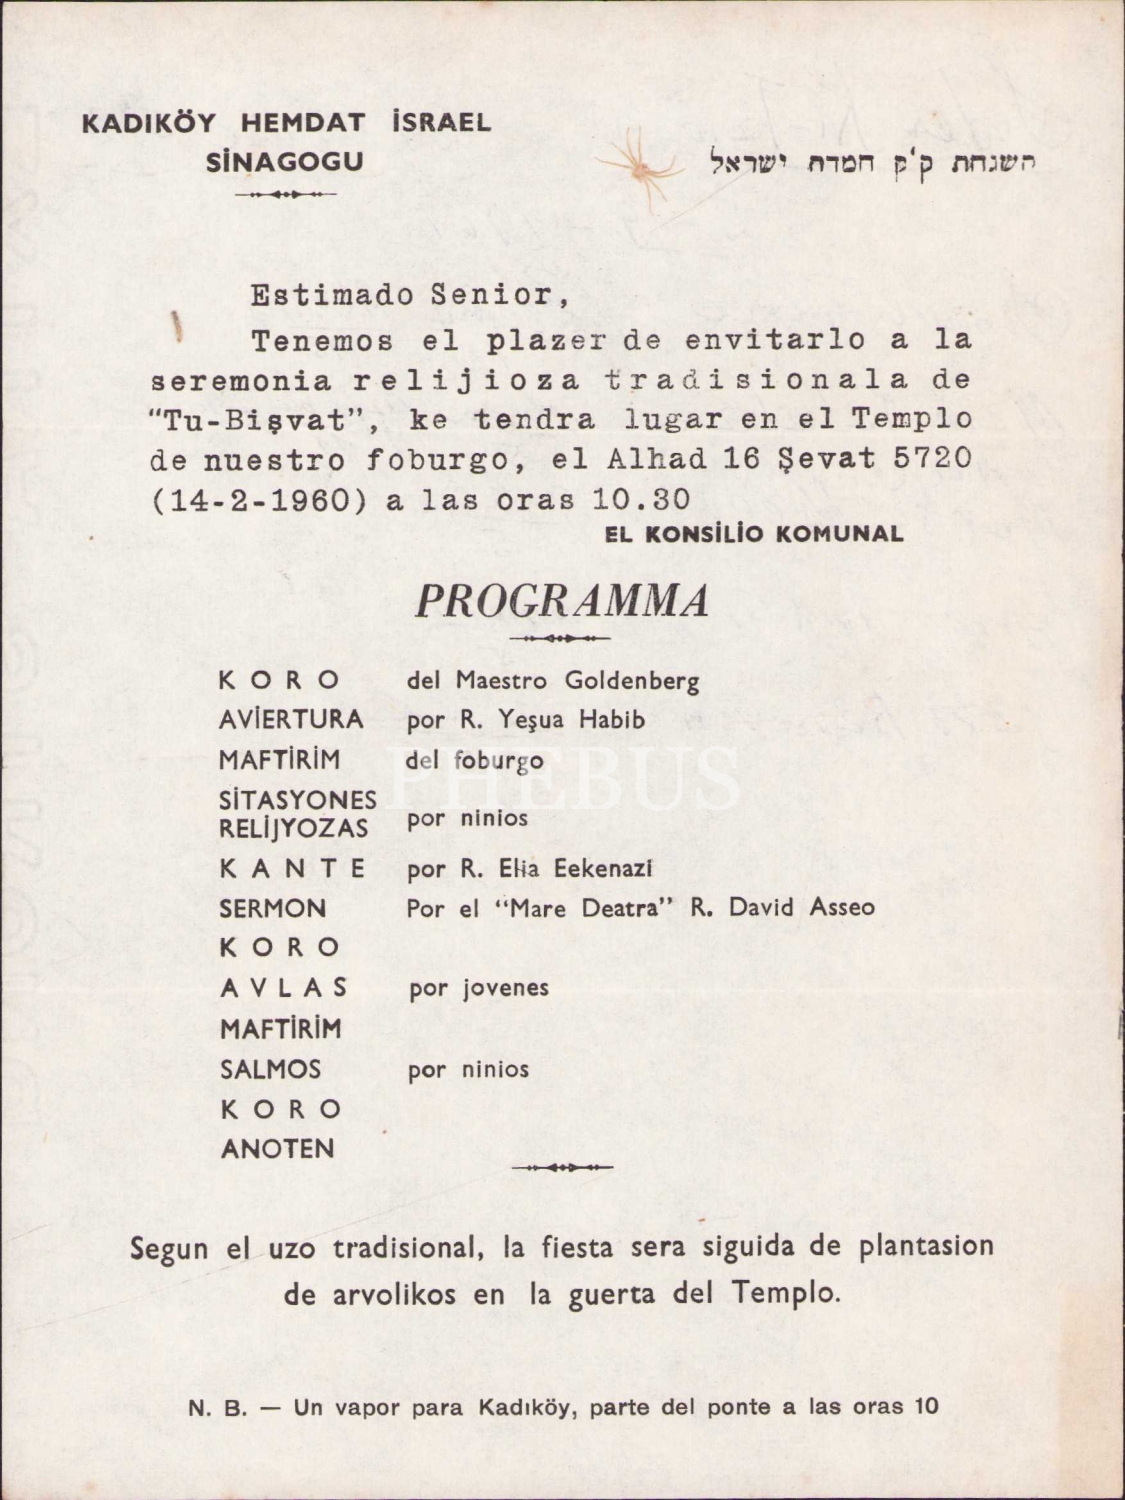 KADIKÖY HEMDAT İSRAEL
SİNAGOGU
השגחת ק'ק חמדת ישראל
Estimado Senior,
Tenemos el plazer de envitarlo a la
seremonia relijioza tradisionala de
"Tu-Bişvat", ke tendra lugar en el Templo
de nuestro foburgo, el Alhad 16 Şevat 5720
(14-2-1960) a las oras 10.30
EL KONSİLİO KOMUNAL
PROGRAMMA
KORO del Maestro Goldenberg
AVİERTURA por R. Yeşua Habib
MAFTİRİM del foburgo
SİTASYONES
RELİJYOZAS por ninios
KANTE por R. Elia Eekenazi
SERMON Por el "Mare Deatra" R. David Asseo
KORO
AVLAS por jovenes
MAFTİRİM
SALMOS por ninios
KORO
ANOTEN
Segun el uzo tradisional, la fiesta sera siguida de plantasion
de arvolikos en la guerta del Templo.
N. B. — Un vapor para Kadıköy, parte del ponte a las oras 10
PHEBUS